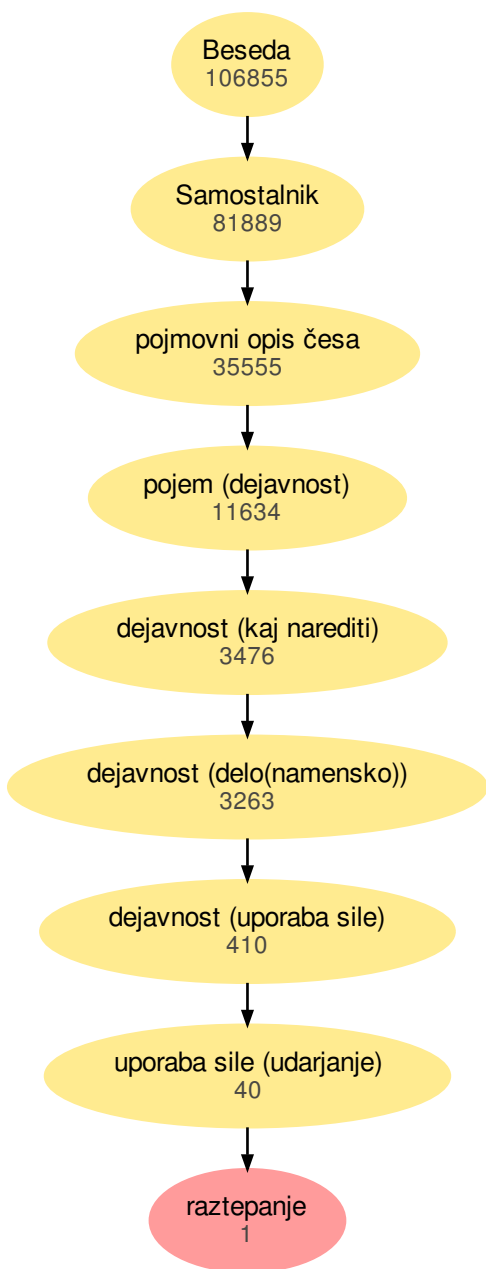 Beseda
106855
Samostalnik
81889
pojmovni opis česa
35555
pojem (dejavnost)
11634
dejavnost (kaj narediti)
3476
dejavnost (delo(namensko))
3263
dejavnost (uporaba sile)
410
uporaba sile (udarjanje)
40
raztepanje
1